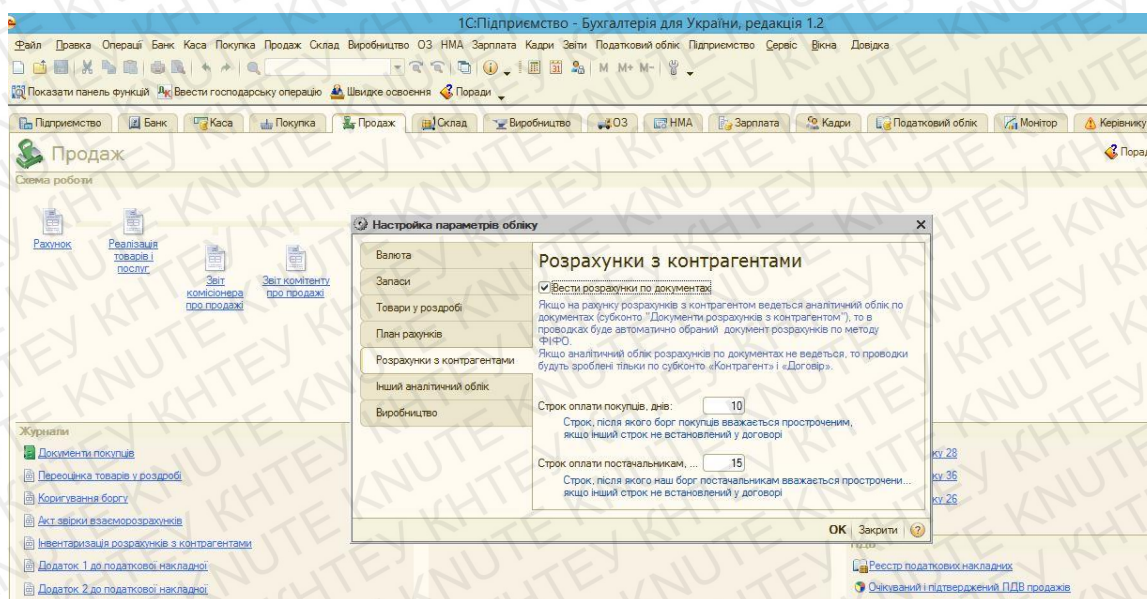 1С:Підприємство - Бухгалтерія для України, редакція 1.2
Файл Правка Операції Банк Каса Покупка Продаж Склад Виробництво ОЗ НМА Зарплата Кадри Звіти Податковий облік Підприємство Сервіс Вікна Довідка
M M+ M-
Показати панель функцій Ввести господарську операцію Швидке освоєння Поради
Підприємство Банк Каса Покупка Продаж Склад Виробництво ОЗ НМА Зарплата Кадри Податковий облік Монітор Керівнику
Продаж
Порад
Схема роботи
Рахунок
Реалізація товарів і послуг
Звіт комісіонера про продажі
Звіт комітенту про продажі
Настройка параметрів обліку
Валюта
Запаси
Товари у роздробі
План рахунків
Розрахунки з контрагентами
Інший аналітичний облік
Виробництво
Розрахунки з контрагентами
Вести розрахунки по документах
Якщо на рахунку розрахунків з контрагентом ведеться аналітичний облік по
документах (субконто "Документи розрахунків з контрагентом"), то в
проводках буде автоматично обраний документ розрахунків по методу
ФІФО.
Якщо аналітичний облік розрахунків по документах не ведеться, то проводки
будуть зроблені тільки по субконто «Контрагент» і «Договір».
Строк оплати покупців, днів: 10
Строк, після якого борг покупців вважається простроченим,
якщо інший строк не встановлений у договорі
Строк оплати постачальникам, ... 15
Строк, після якого наш борг постачальникам вважається прострочени...
якщо інший строк не встановлений у договорі
OK Закрити
Журнали
Документи покупців
Переоцінка товарів у роздробі
Коригування боргу
Акт звірки взаєморозрахунків
Інвентаризація розрахунків з контрагентами
Додаток 1 до податкової накладної
Додаток 2 до податкової накладної
ку 28
ку 36
ку 26
ПДВ
Реєстр податкових накладних
Очікуваний і підтверджений ПДВ продажів